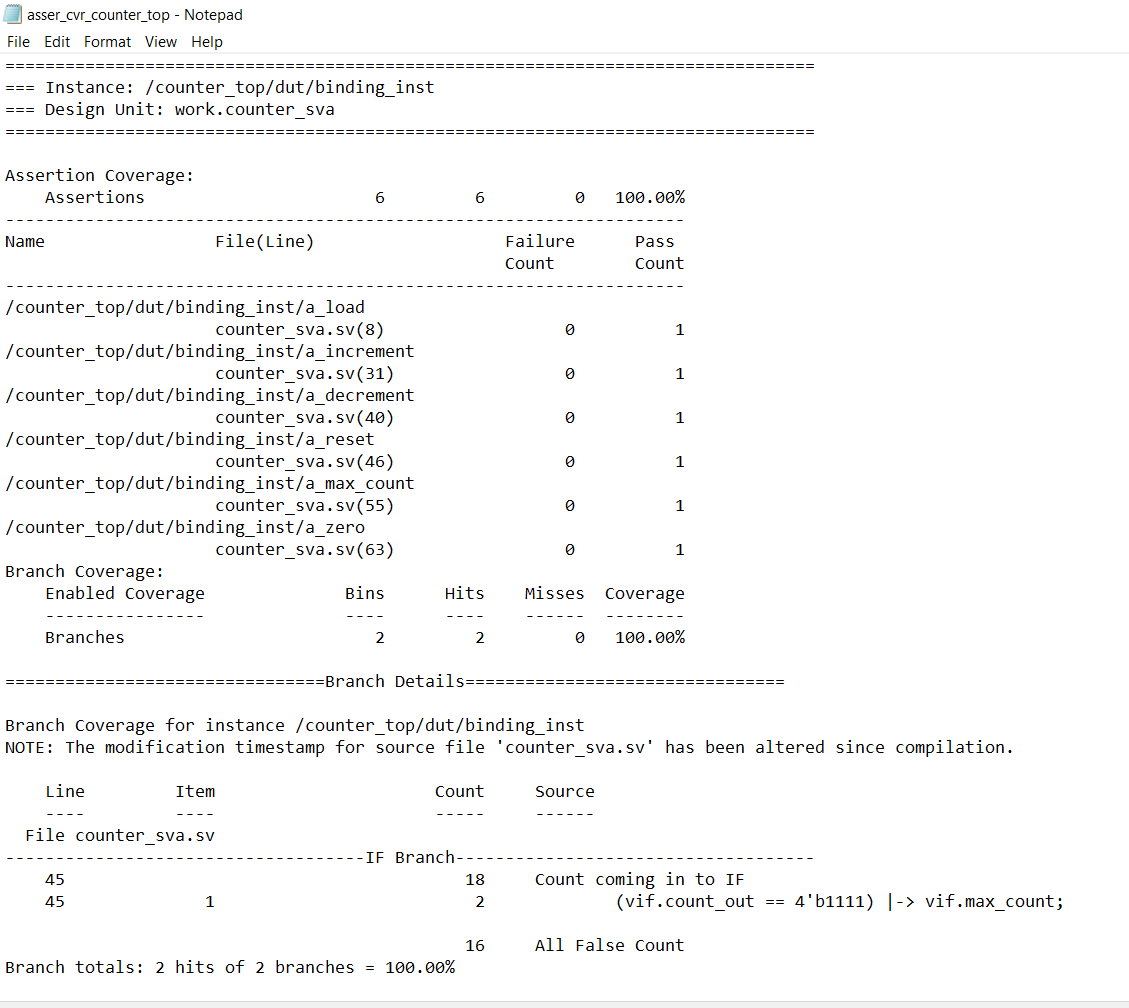 asser_cvr_counter_top - Notepad
File Edit Format View Help
=================================================================================
=== Instance: /counter_top/dut/binding_inst
=== Design Unit: work.counter_sva
=================================================================================
Assertion Coverage:
    Assertions                       6         6         0   100.00%
--------------------------------------------------------------------
Name                 File(Line)                   Failure      Pass
                                                  Count        Count
--------------------------------------------------------------------
/counter_top/dut/binding_inst/a_load
                     counter_sva.sv(8)                  0          1
/counter_top/dut/binding_inst/a_increment
                     counter_sva.sv(31)                 0          1
/counter_top/dut/binding_inst/a_decrement
                     counter_sva.sv(40)                 0          1
/counter_top/dut/binding_inst/a_reset
                     counter_sva.sv(46)                 0          1
/counter_top/dut/binding_inst/a_max_count
                     counter_sva.sv(55)                 0          1
/counter_top/dut/binding_inst/a_zero
                     counter_sva.sv(63)                 0          1
Branch Coverage:
    Enabled Coverage              Bins      Hits    Misses  Coverage
    ----------------              ----      ----    ------  --------
    Branches                         2         2         0   100.00%
================================Branch Details================================
Branch Coverage for instance /counter_top/dut/binding_inst
NOTE: The modification timestamp for source file 'counter_sva.sv' has been altered since compilation.
    Line         Item                      Count     Source
    ----         ----                      -----     ------
  File counter_sva.sv
------------------------------------IF Branch------------------------------------
    45                                        18     Count coming in to IF
    45              1                          2             (vif.count_out == 4'b1111) |-> vif.max_count;
                                              16     All False Count
Branch totals: 2 hits of 2 branches = 100.00%